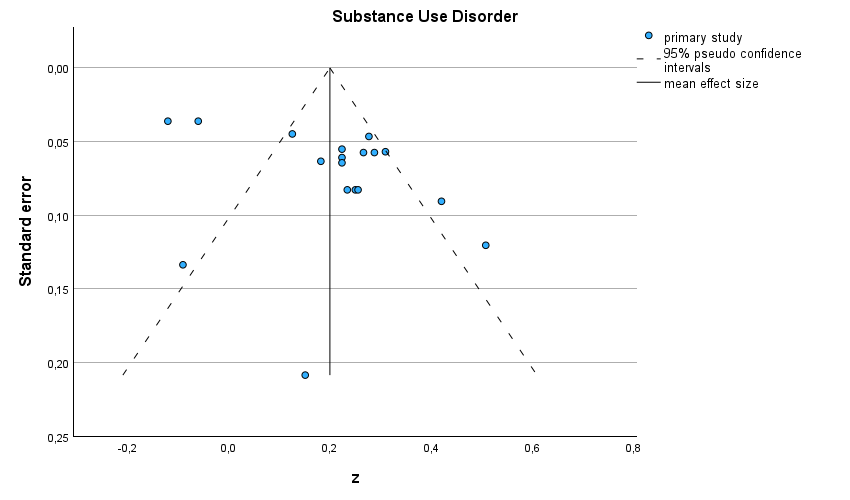 Substance Use Disorder
primary study
95% pseudo confidence
intervals
mean effect size
Standard error
0,00
0,05
0,10
0,15
0,20
0,25
-0,2
0,0
0,2
0,4
0,6
0,8
z